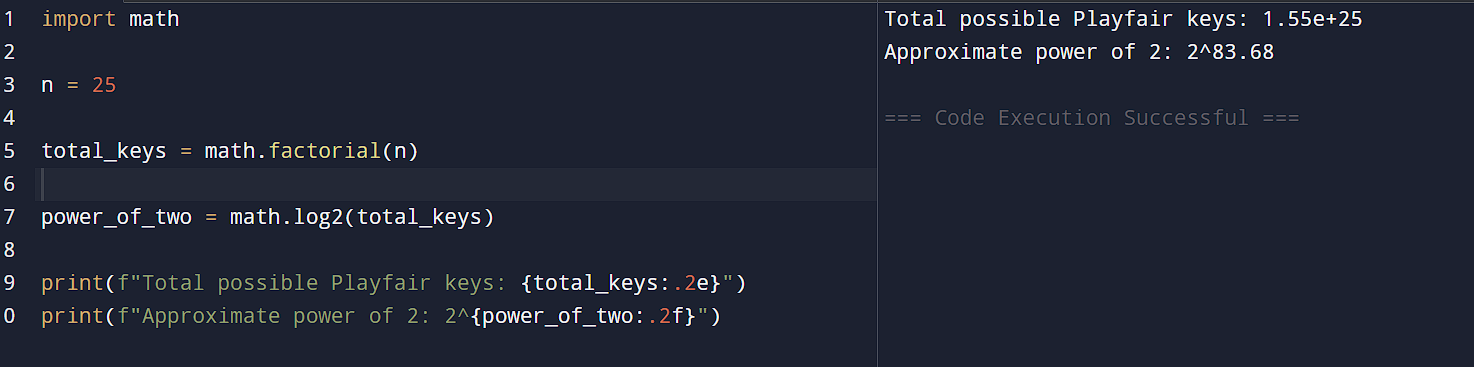 1 import math
2
3 n = 25
4
5 total_keys = math.factorial(n)
6
7 power_of_two = math.log2(total_keys)
8
9 print(f"Total possible Playfair keys: {total_keys:.2e}")
0 print(f"Approximate power of 2: 2^{power_of_two:.2f}")
Total possible Playfair keys: 1.55e+25
Approximate power of 2: 2^83.68
=== Code Execution Successful ===